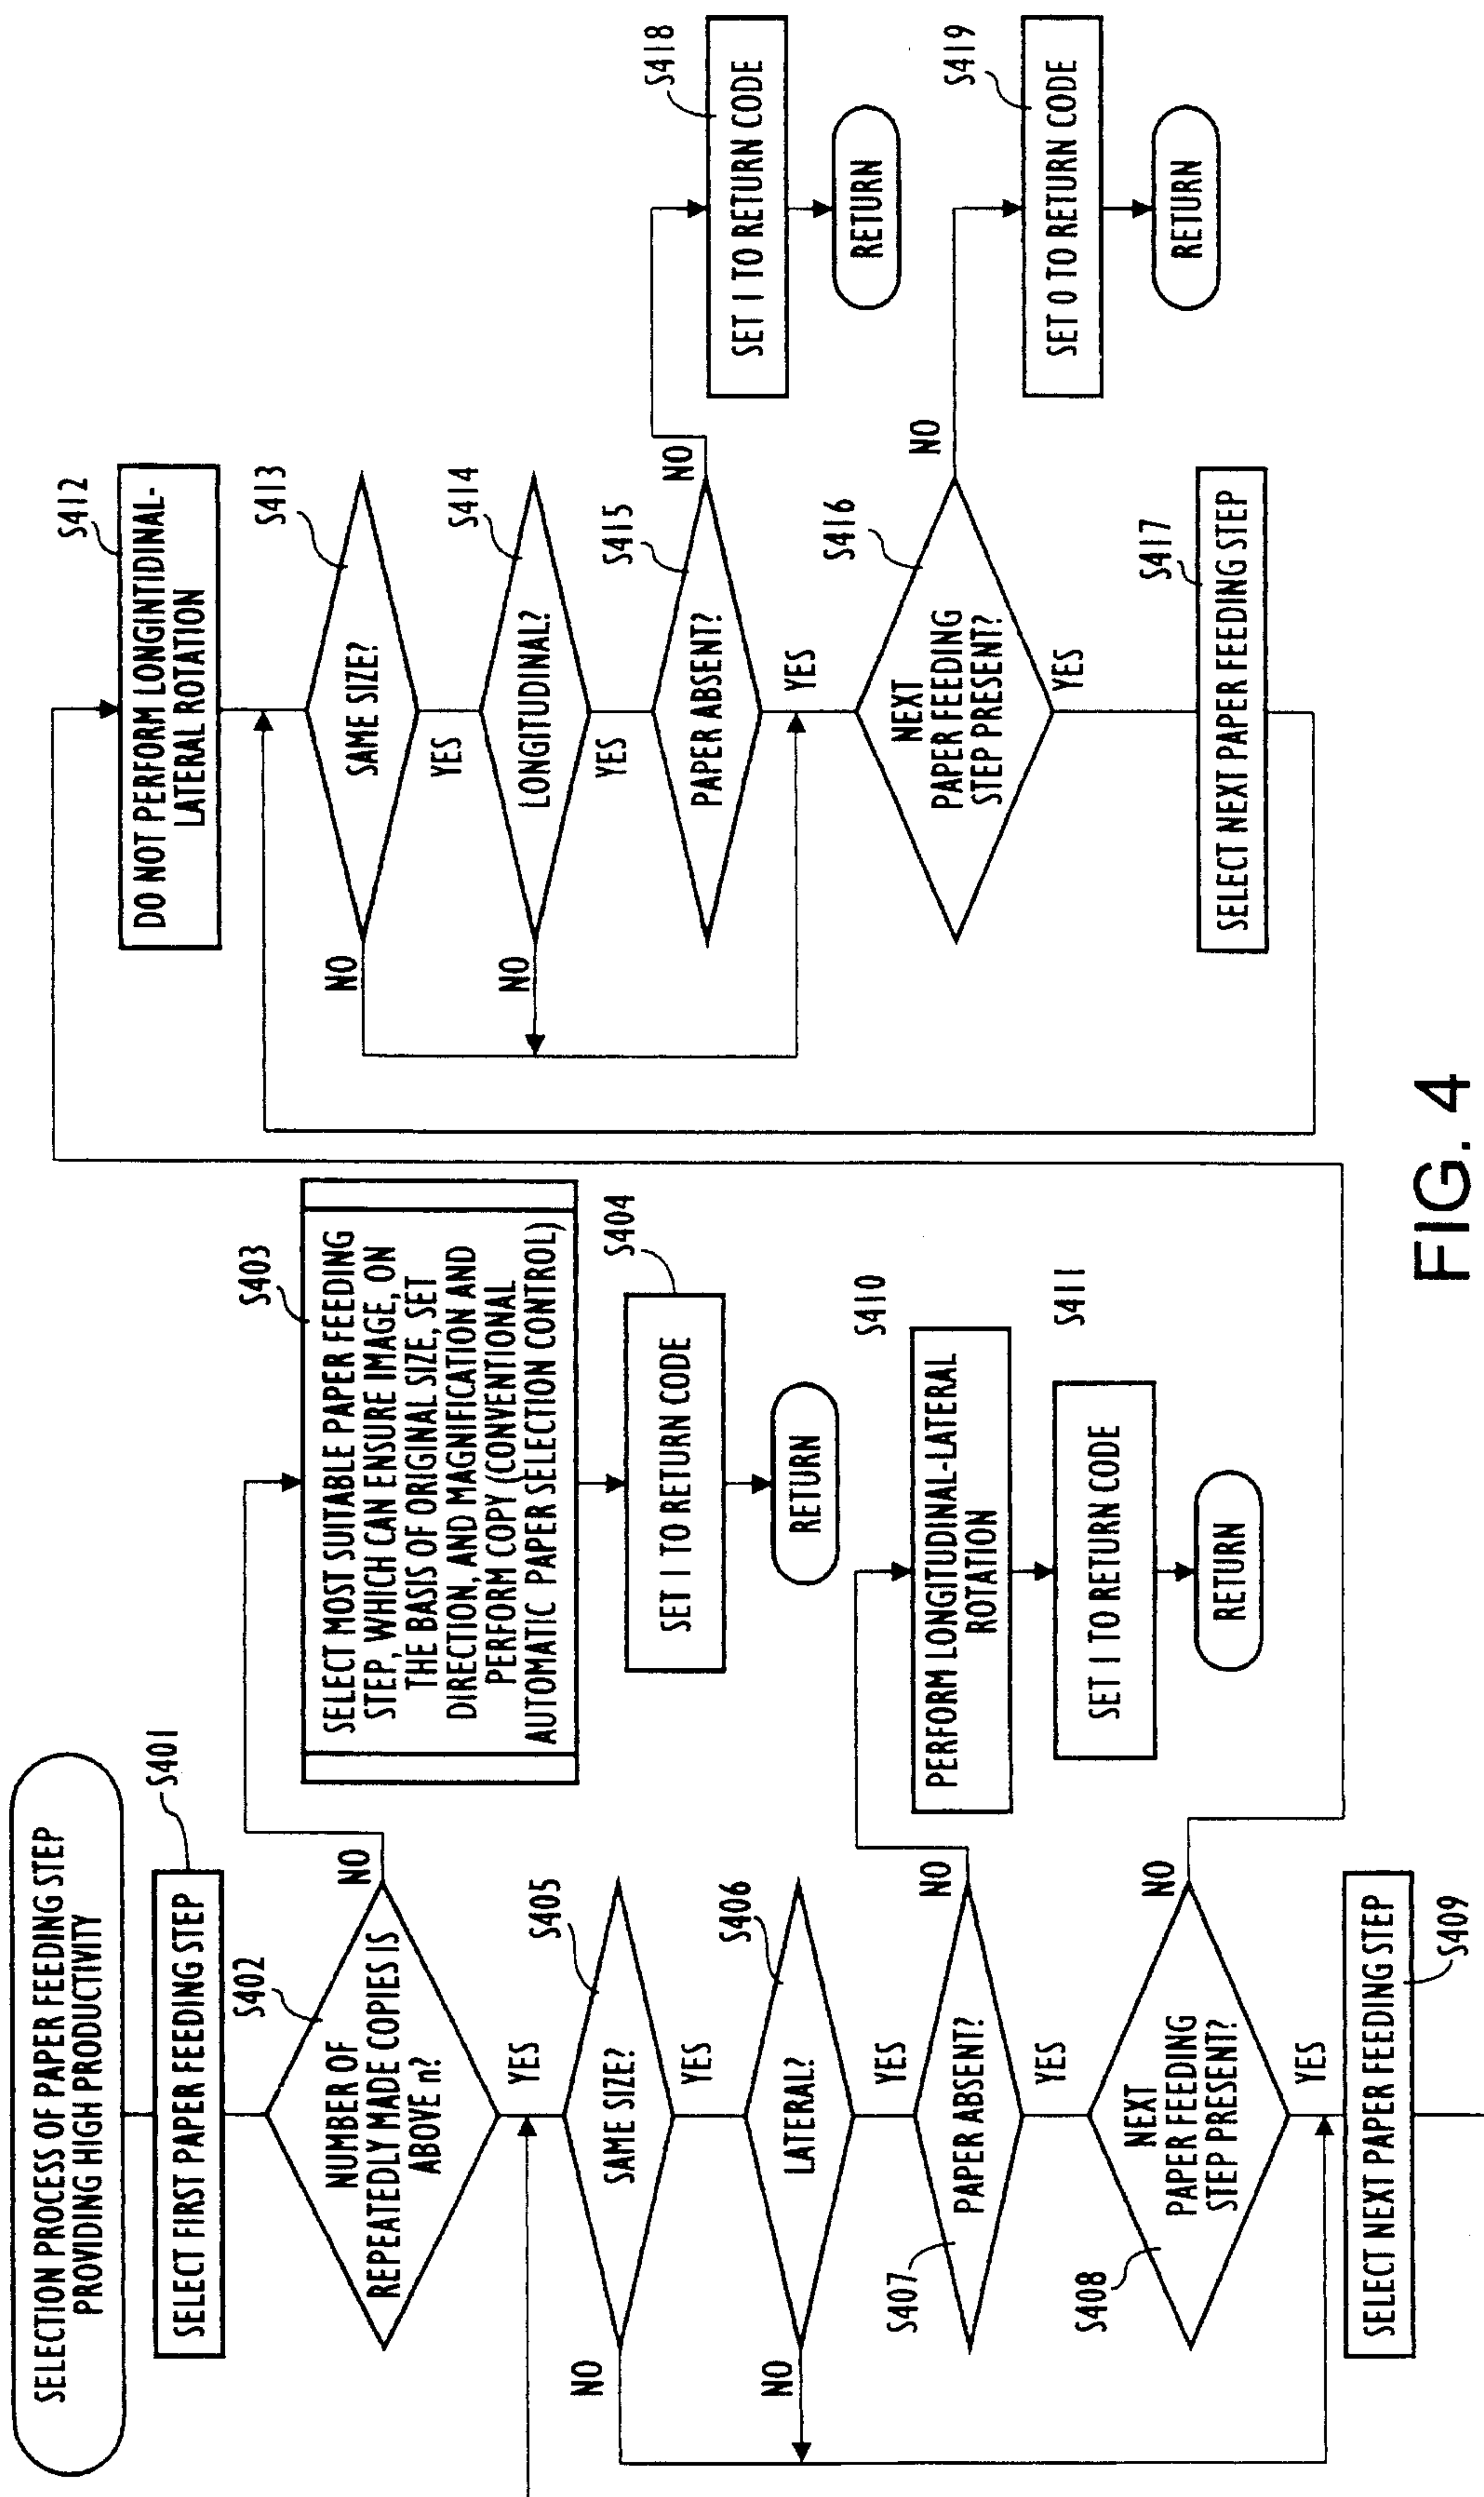 SELECTION PROCESS OF PAPER FEEDING STEP
PROVIDING HIGH PRODUCTIVITY
S401
SELECT FIRST PAPER FEEDING STEP
S402
NUMBER OF
REPEATEDLY MADE COPIES IS
ABOVE n?
NO
YES
S403
SELECT MOST SUITABLE PAPER FEEDING
STEP, WHICH CAN ENSURE IMAGE, ON
THE BASIS OF ORIGINAL SIZE, SET
DIRECTION, AND MAGNIFICATION AND
PERFORM COPY (CONVENTIONAL
AUTOMATIC PAPER SELECTION CONTROL)
S404
SET 1 TO RETURN CODE
RETURN
S405
SAME SIZE?
NO
YES
S406
LATERAL?
NO
YES
S407
PAPER ABSENT?
NO
YES
S410
PERFORM LONGITUDINAL-LATERAL
ROTATION
S411
SET 1 TO RETURN CODE
RETURN
S408
NEXT
PAPER FEEDING
STEP PRESENT?
NO
YES
SELECT NEXT PAPER FEEDING STEP
S409
S412
DO NOT PERFORM LONGINTIDINAL-
LATERAL ROTATION
S413
SAME SIZE?
NO
YES
S414
LONGITUDINAL?
NO
YES
S415
PAPER ABSENT?
NO
YES
S418
SET 1 TO RETURN CODE
RETURN
S416
NEXT
PAPER FEEDING
STEP PRESENT?
NO
YES
S419
SET 0 TO RETURN CODE
RETURN
S417
SELECT NEXT PAPER FEEDING STEP
FIG. 4